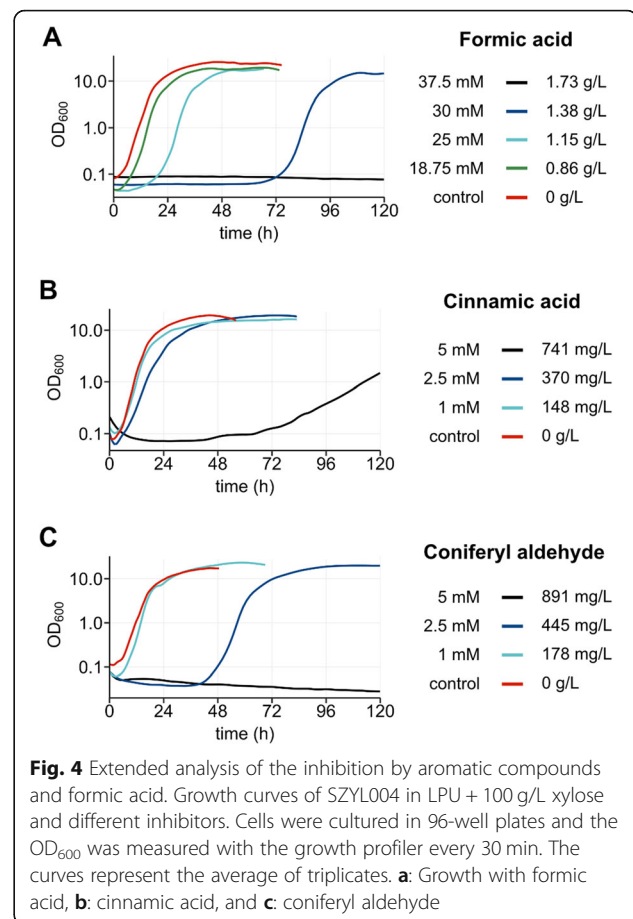 A
Formic acid
OD600
10.0
1.0
0.1
0 24 48 72 96 120
time (h)
37.5 mM 1.73 g/L
30 mM 1.38 g/L
25 mM 1.15 g/L
18.75 mM 0.86 g/L
control 0 g/L
B
Cinnamic acid
OD600
10.0
1.0
0.1
0 24 48 72 96 120
time (h)
5 mM 741 mg/L
2.5 mM 370 mg/L
1 mM 148 mg/L
control 0 g/L
C
Coniferyl aldehyde
OD600
10.0
1.0
0.1
0 24 48 72 96 120
time (h)
5 mM 891 mg/L
2.5 mM 445 mg/L
1 mM 178 mg/L
control 0 g/L
Fig. 4 Extended analysis of the inhibition by aromatic compounds
and formic acid. Growth curves of SZYL004 in LPU + 100 g/L xylose
and different inhibitors. Cells were cultured in 96-well plates and the
OD600 was measured with the growth profiler every 30 min. The
curves represent the average of triplicates. a: Growth with formic
acid, b: cinnamic acid, and c: coniferyl aldehyde